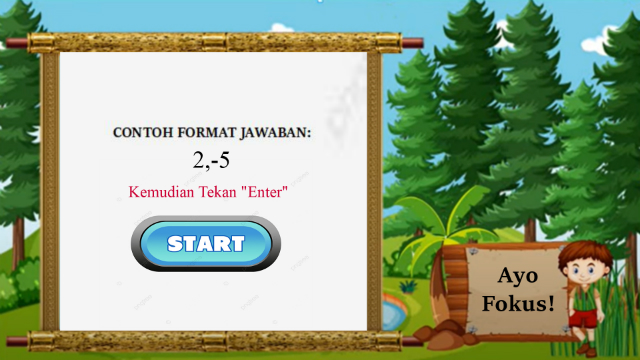 CONTOH FORMAT JAWABAN:
2,-5
Kemudian Tekan "Enter"
START
Ayo
Fokus!